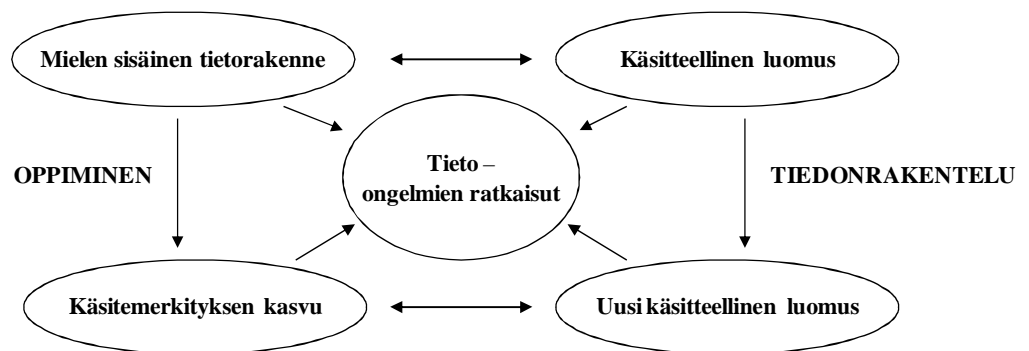 Mielen sisäinen tietorakenne
Käsitteellinen luomus
Tieto –
ongelmien ratkaisut
OPPIMINEN
TIEDONRAKENTELU
Käsitemerkityksen kasvu
Uusi käsitteellinen luomus